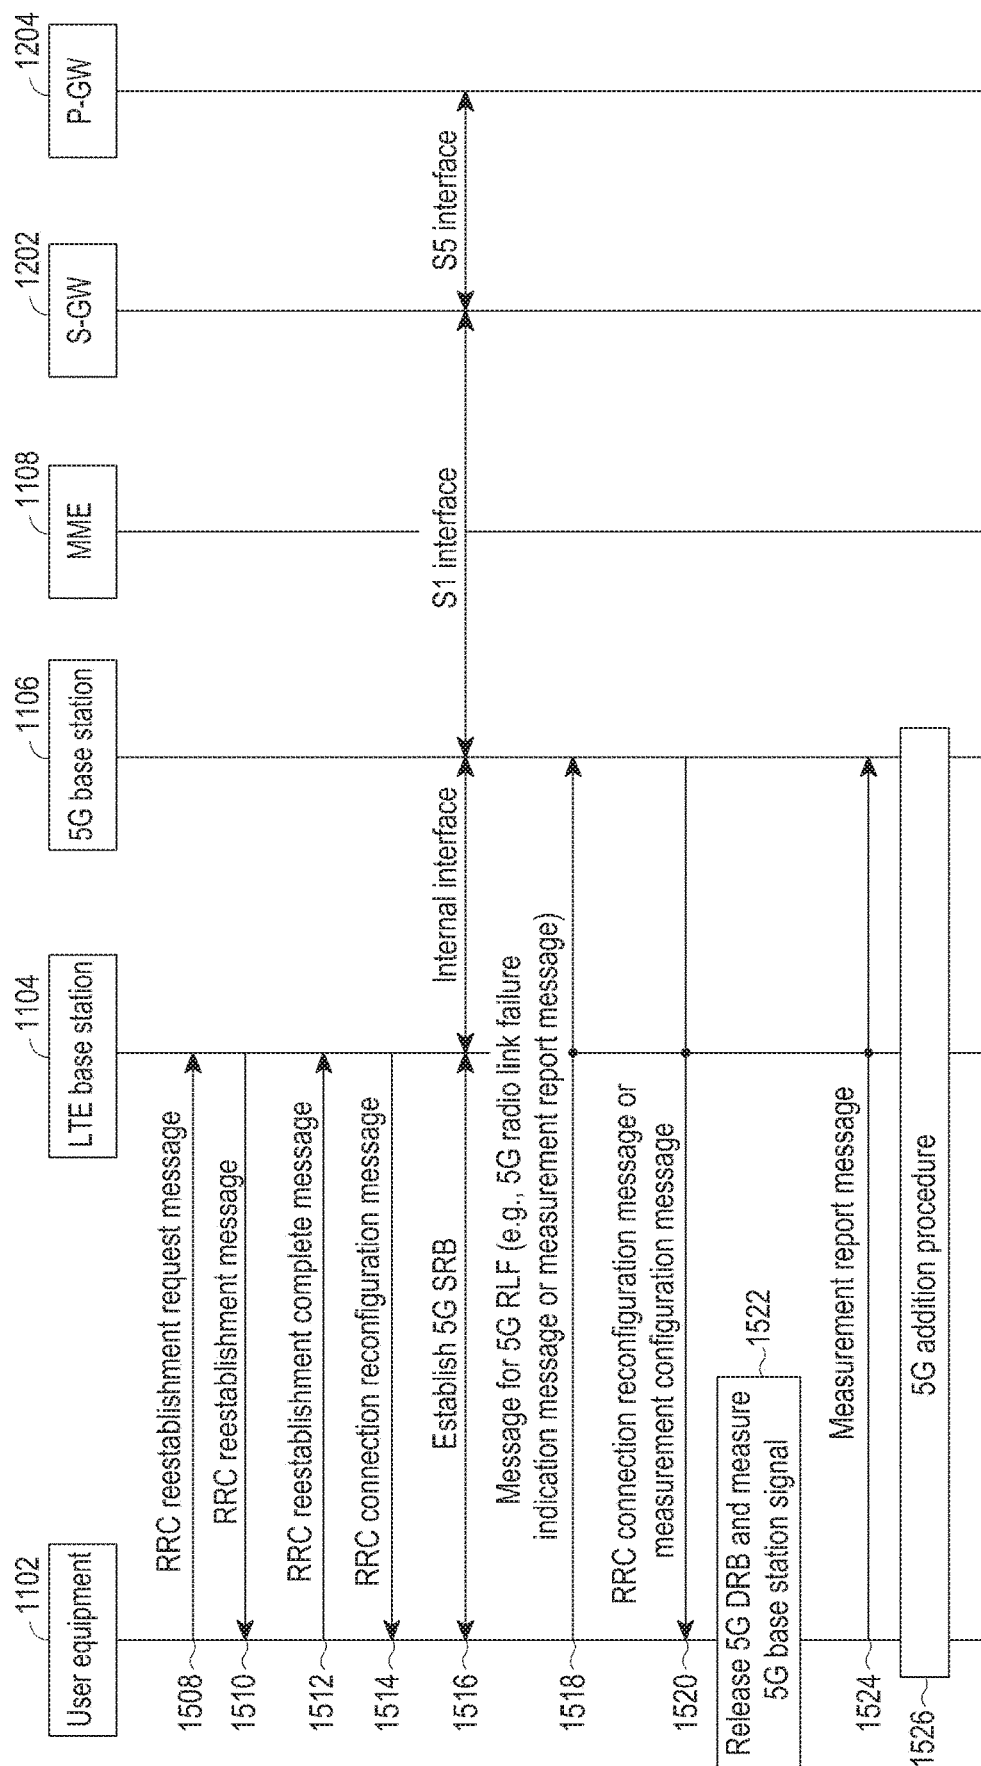 1102
User equipment
1104
LTE base station
1106
5G base station
1108
MME
1202
S-GW
1204
P-GW
1508
RRC reestablishment request message
1510
RRC reestablishment message
1512
RRC reestablishment complete message
1514
RRC connection reconfiguration message
1516
Establish 5G SRB
Internal interface
S1 interface
S5 interface
1518
Message for 5G RLF (e.g., 5G radio link failure
indication message or measurement report message)
1520
RRC connection reconfiguration message or
measurement configuration message
Release 5G DRB and measure
5G base station signal
1522
1524
Measurement report message
1526
5G addition procedure